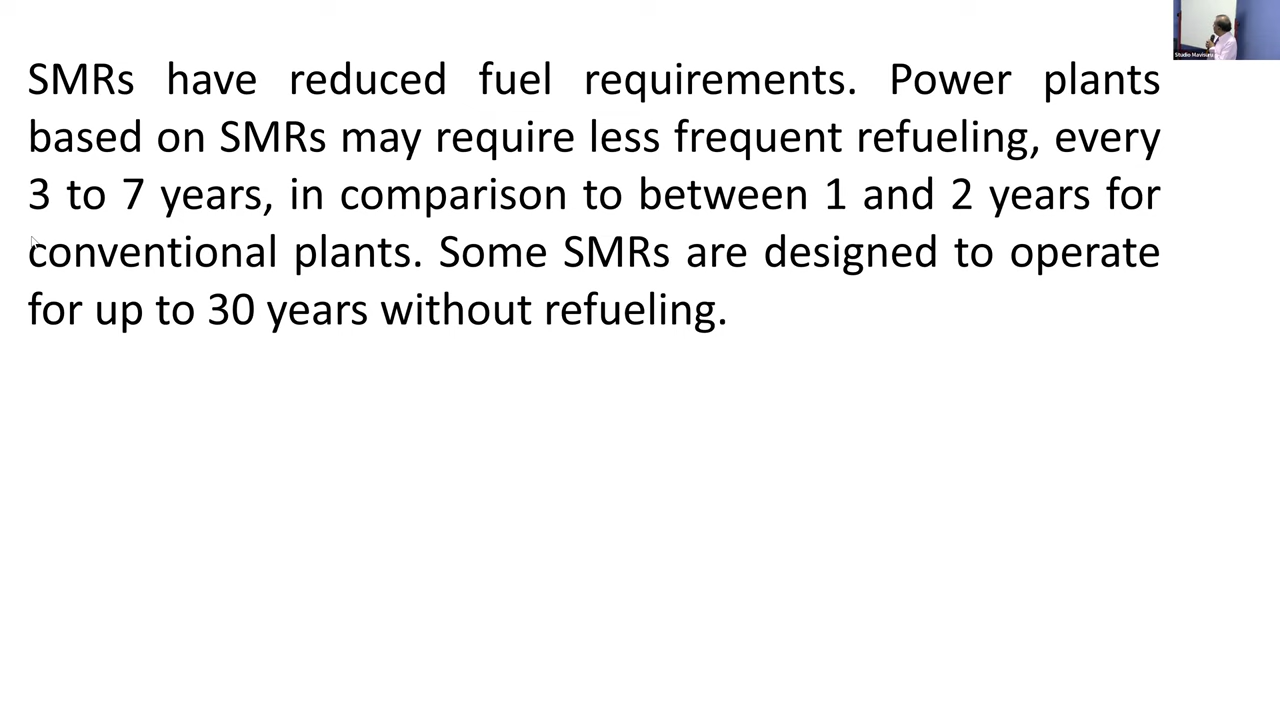 SMRs have reduced fuel requirements. Power plants
based on SMRs may require less frequent refueling, every
3 to 7 years, in comparison to between 1 and 2 years for
conventional plants. Some SMRs are designed to operate
for up to 30 years without refueling.